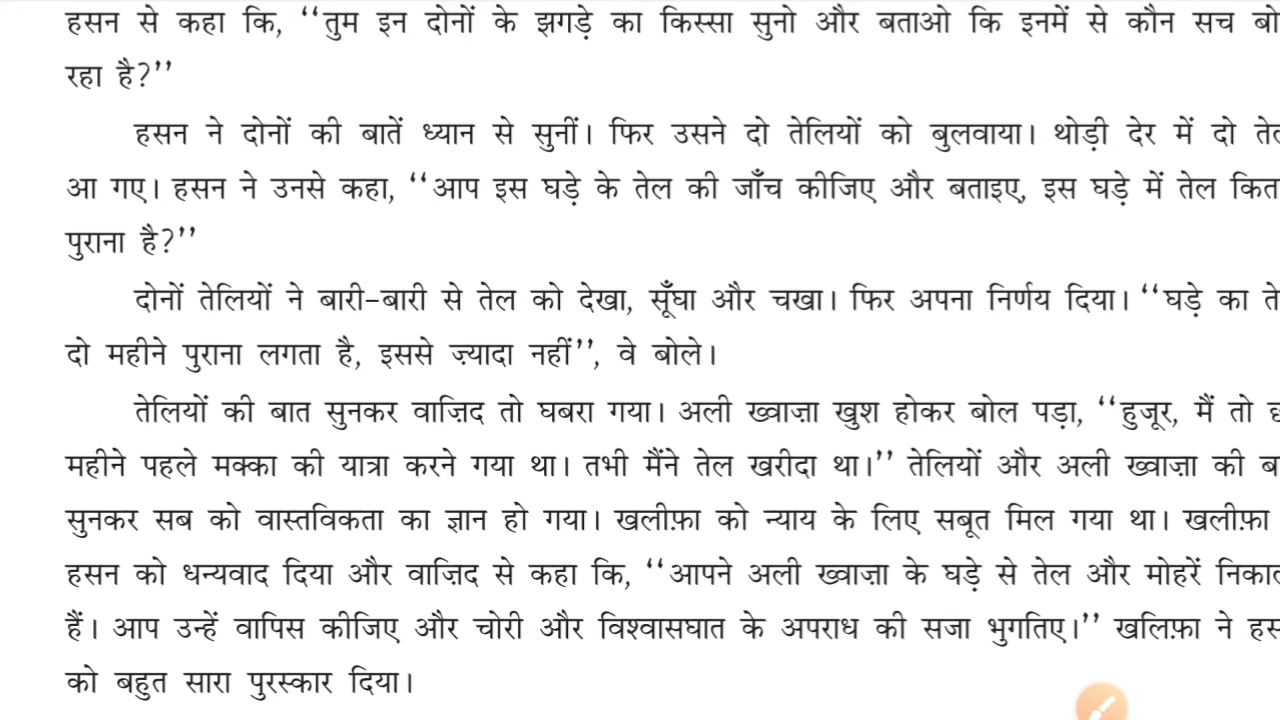 हसन से कहा कि, ‘‘तुम इन दोनों के झगड़े का किस्सा सुनो और बताओ कि इनमें से कौन सच
रहा है?’’
हसन ने दोनों की बातें ध्यान से सुनीं। फिर उसने दो तेलियों को बुलवाया। थोड़ी देर में दो
आ गए। हसन ने उनसे कहा, ‘‘आप इस घड़े के तेल की जाँच कीजिए और बताइए, इस घड़े में तेल
पुराना है?’’
दोनों तेलियों ने बारी-बारी से तेल को देखा, सूँघा और चखा। फिर अपना निर्णय दिया। ‘‘घड़े का
दो महीने पुराना लगता है, इससे ज़्यादा नहीं’’, वे बोले।
तेलियों की बात सुनकर वाज़िद तो घबरा गया। अली ख्वाज़ा खुश होकर बोल पड़ा, ‘‘हुजूर, मैं तो
महीने पहले मक्का की यात्रा करने गया था। तभी मैंने तेल खरीदा था।’’ तेलियों और अली ख्वाज़ा की
सुनकर सब को वास्तविकता का ज्ञान हो गया। खलीफ़ा को न्याय के लिए सबूत मिल गया था। खलीफ़ा
हसन को धन्यवाद दिया और वाज़िद से कहा कि, ‘‘आपने अली ख्वाज़ा के घड़े से तेल और मोहरें
हैं। आप उन्हें वापिस कीजिए और चोरी और विश्वासघात के अपराध की सजा भुगतिए।’’ खलिफ़ा ने
को बहुत सारा पुरस्कार दिया।